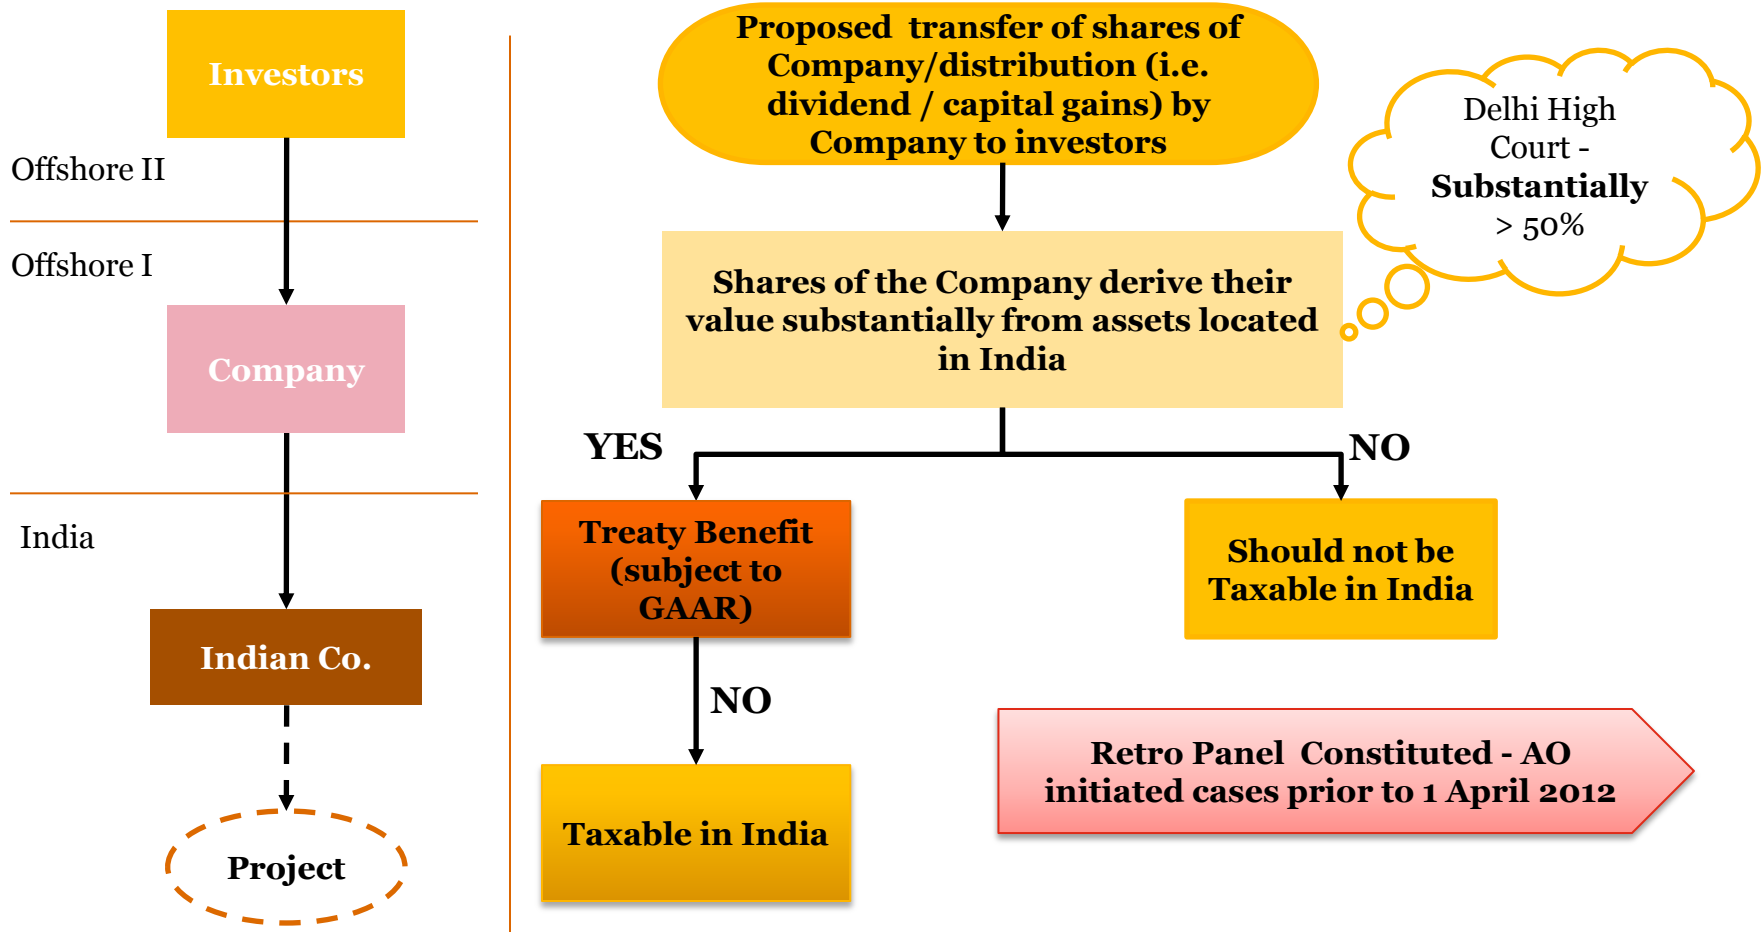 Investors
Offshore II
Offshore I
Company
India
Indian Co.
Project
Proposed transfer of shares of
Company/distribution (i.e.
dividend / capital gains) by
Company to investors
Delhi High
Court -
Substantially
> 50%
Shares of the Company derive their
value substantially from assets located
in India
YES
NO
Treaty Benefit
(subject to
GAAR)
Should not be
Taxable in India
NO
Taxable in India
Retro Panel Constituted - AO
initiated cases prior to 1 April 2012